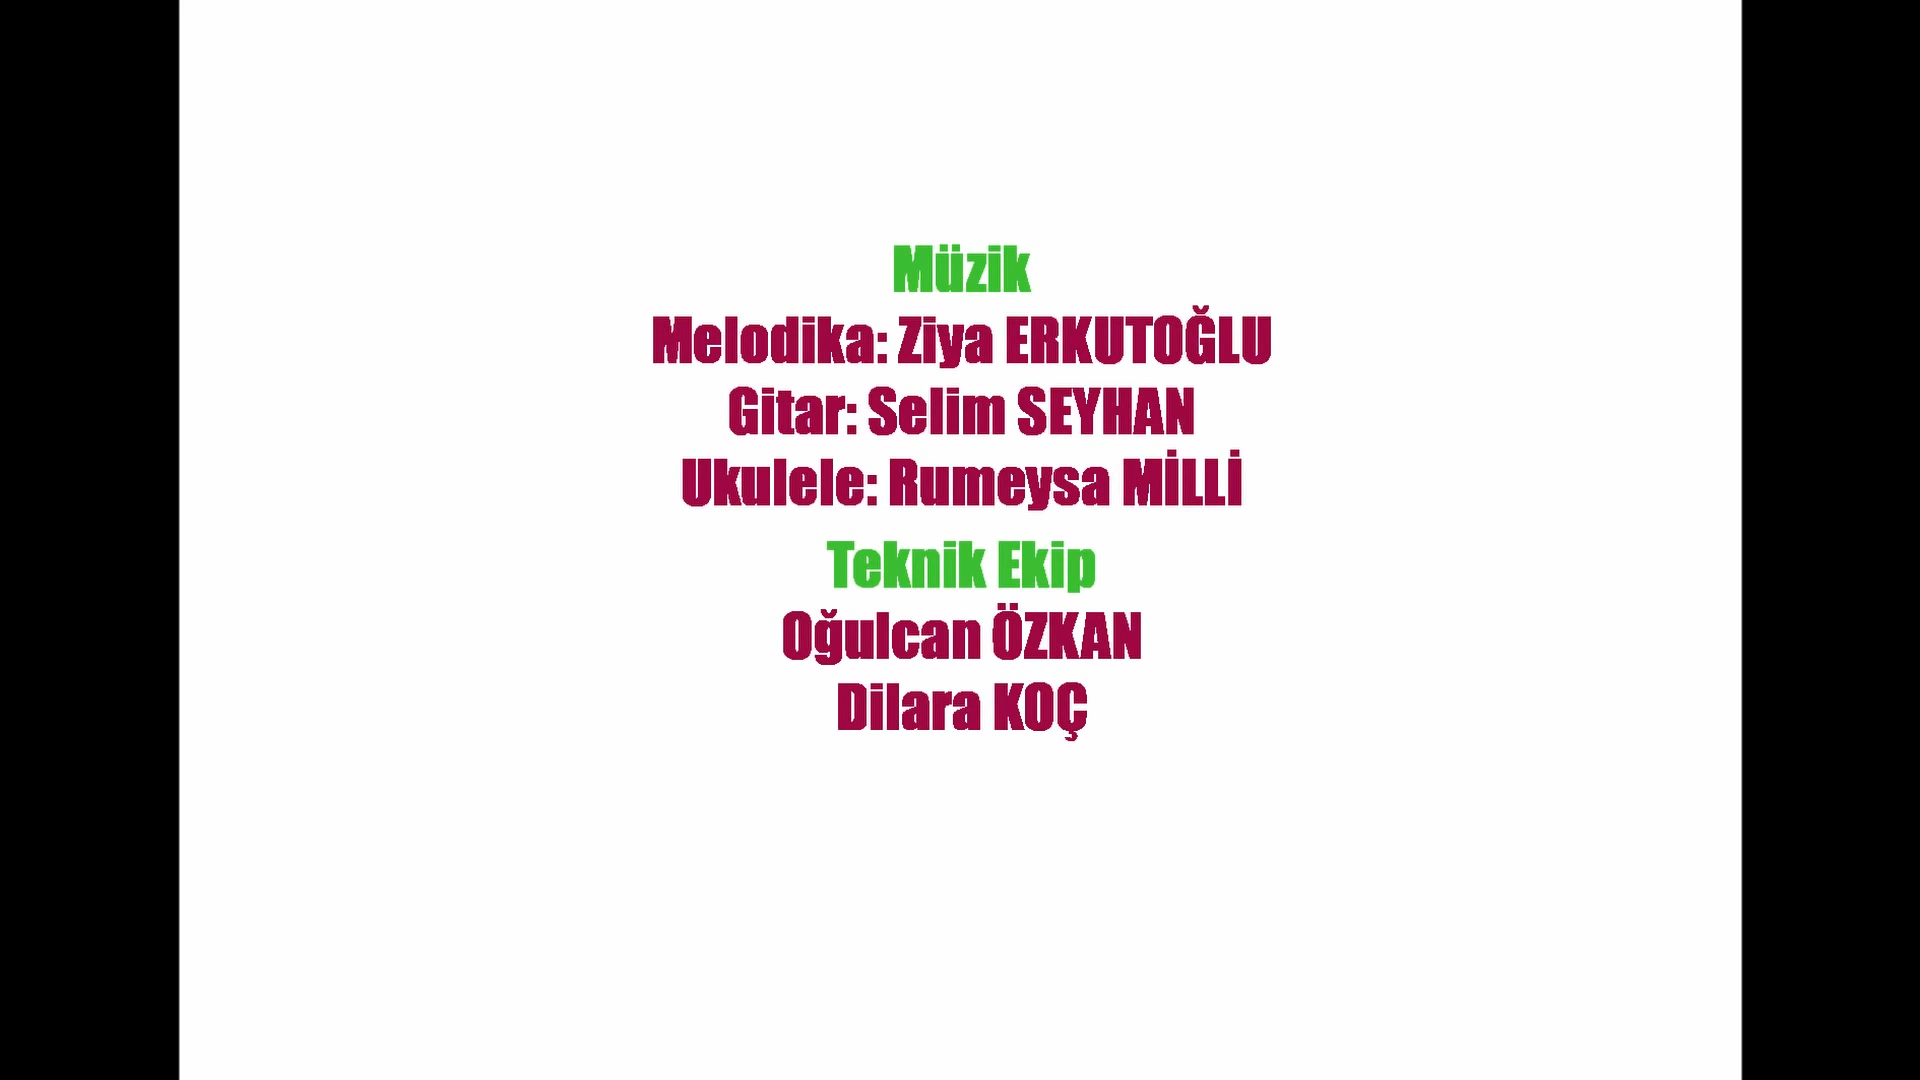 Müzik
Melodika: Ziya ERKUTOĞLU
Gitar: Selim SEYHAN
Ukulele: Rumeysa MİLLİ
Teknik Ekip
Oğulcan ÖZKAN
Dilara KOÇ